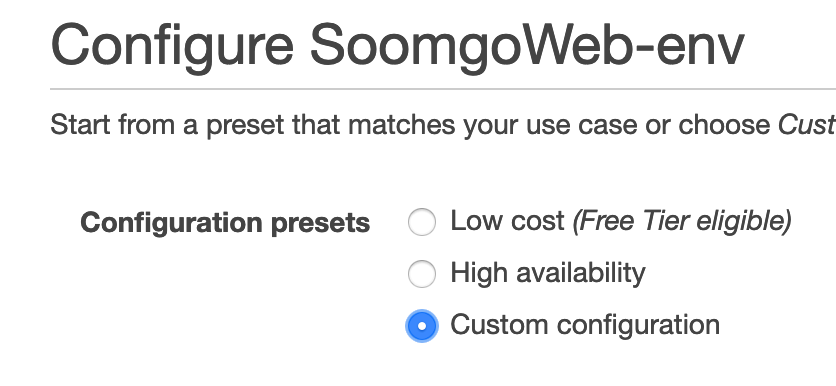 Configure SoomgoWeb-env
Start from a preset that matches your use case or choose Cust
Configuration presets
Low cost (Free Tier eligible)
High availability
Custom configuration